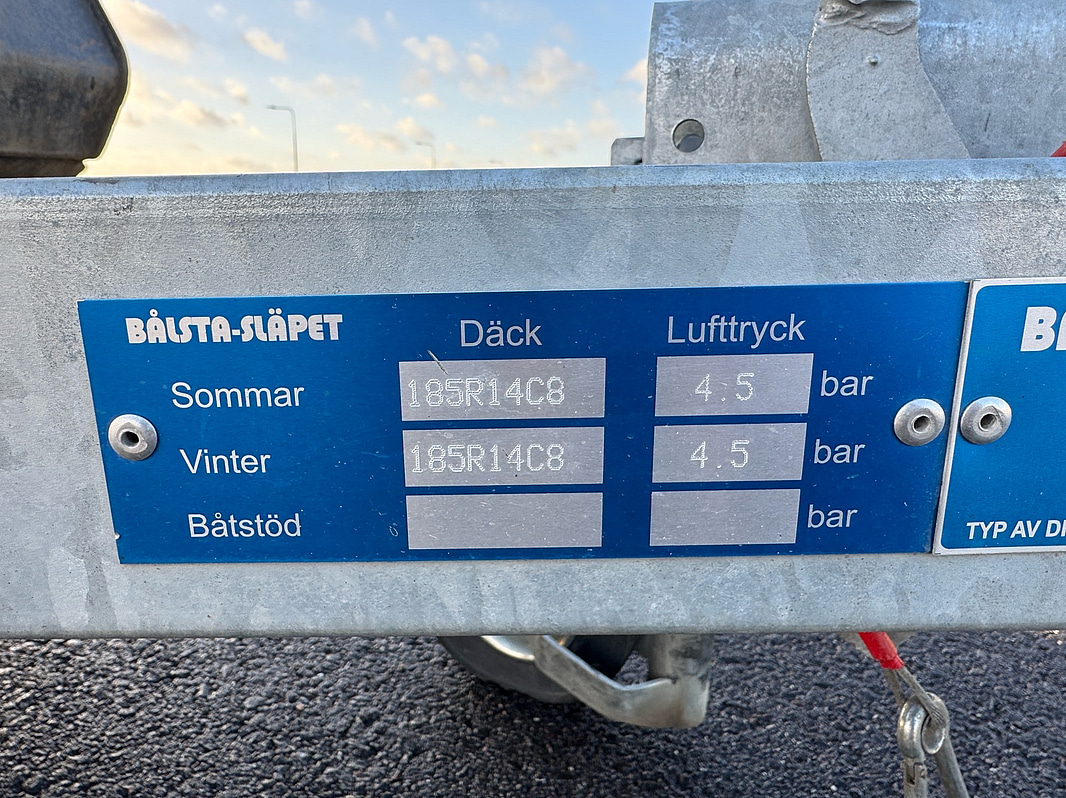 BÅLSTA-SLÄPET Däck Lufttryck
Sommar 185R14C8 4.5 bar
Vinter 185R14C8 4.5 bar
Båtstöd bar
TYP AV